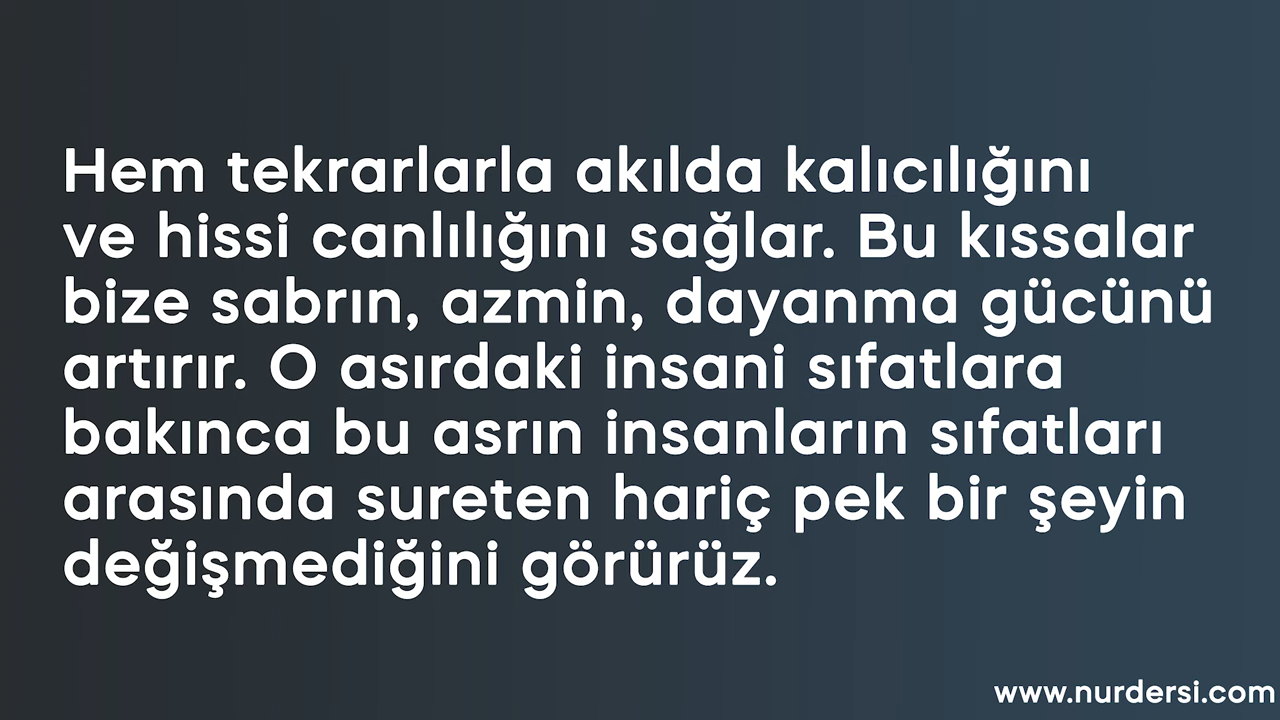 Hem tekrarlarla akılda kalıcılığını
ve hissi canlılığını sağlar. Bu kıssalar
bize sabrın, azmin, dayanma gücünü
artırır. O asırdaki insani sıfatlara
bakınca bu asrın insanların sıfatları
arasında sureten hariç pek bir şeyin
değişmediğini görürüz.
www.nurdersi.com